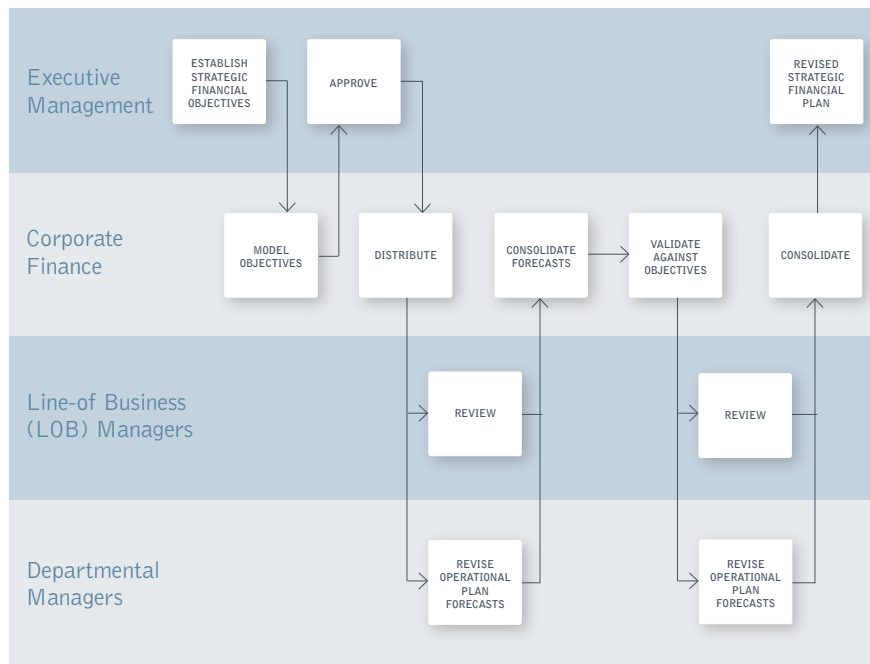 Executive
Management
ESTABLISH
STRATEGIC
FINANCIAL
OBJECTIVES
APPROVE
REVISED
STRATEGIC
FINANCIAL
PLAN
Corporate
Finance
MODEL
OBJECTIVES
DISTRIBUTE
CONSOLIDATE
FORECASTS
VALIDATE
AGAINST
OBJECTIVES
CONSOLIDATE
Line-of Business
(LOB) Managers
REVIEW
REVIEW
Departmental
Managers
REVISE
OPERATIONAL
PLAN
FORECASTS
REVISE
OPERATIONAL
PLAN
FORECASTS